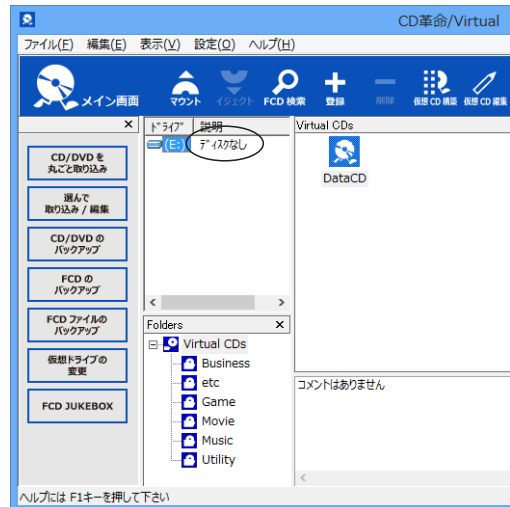 CD革命/Virtual
ファイル(F) 編集(E) 表示(V) 設定(O) ヘルプ(H)
メイン画面 マウント イジェクト FCD 検索 登録 削除 仮想 CD 構築 仮想 CD 編集
CD/DVD を
丸ごと取り込み
選んで
取り込み / 編集
CD/DVD の
バックアップ
FCD の
バックアップ
FCD ファイルの
バックアップ
仮想ドライブの
変更
FCD JUKEBOX
ドライブ 説明
(E:) ディスクなし
Folders
Virtual CDs
Business
etc
Game
Movie
Music
Utility
Virtual CDs
DataCD
コメントはありません
ヘルプには F1キーを押して下さい